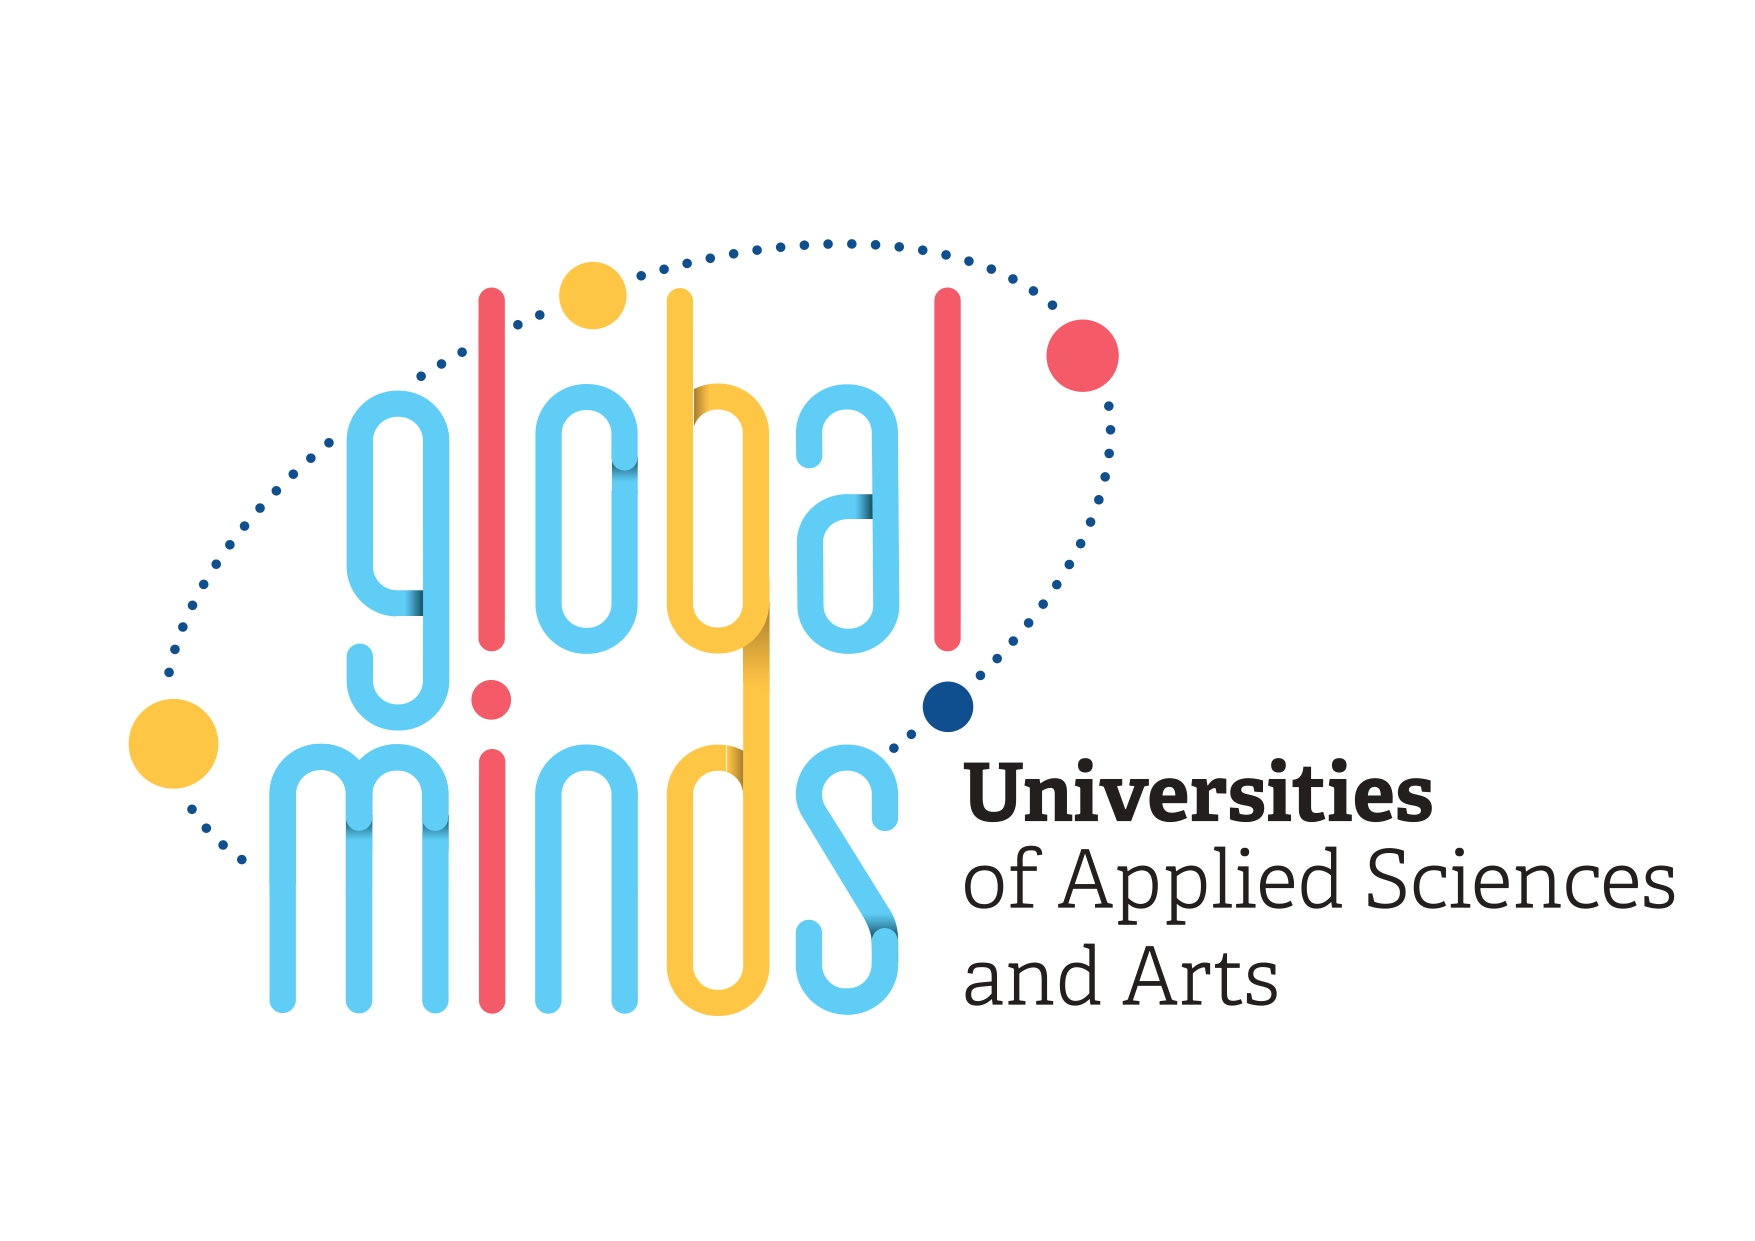 global
minds
Universities
of Applied Sciences
and Arts